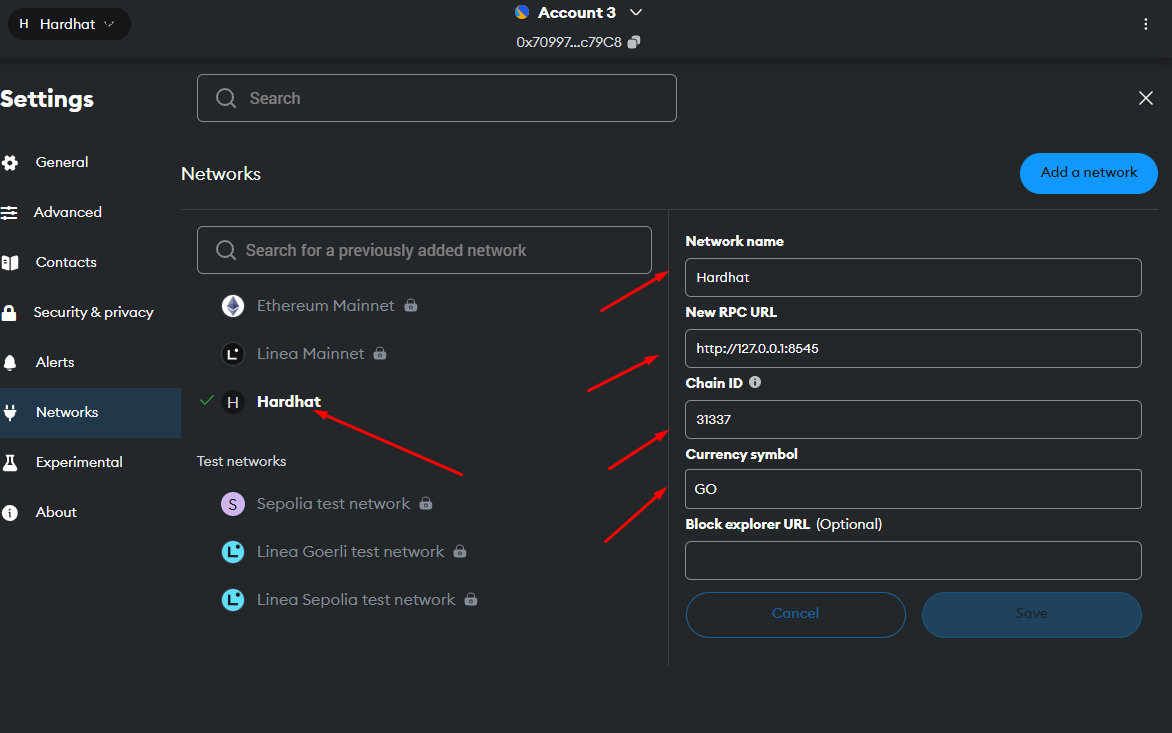 H Hardhat
Account 3
0x70997...c79C8
Settings
Search
General
Advanced
Contacts
Security & privacy
Alerts
Networks
Experimental
About
Networks
Add a network
Search for a previously added network
Ethereum Mainnet
Linea Mainnet
H Hardhat
Test networks
S Sepolia test network
Linea Goerli test network
Linea Sepolia test network
Network name
Hardhat
New RPC URL
http://127.0.0.1:8545
Chain ID
31337
Currency symbol
GO
Block explorer URL (Optional)
Cancel
Save